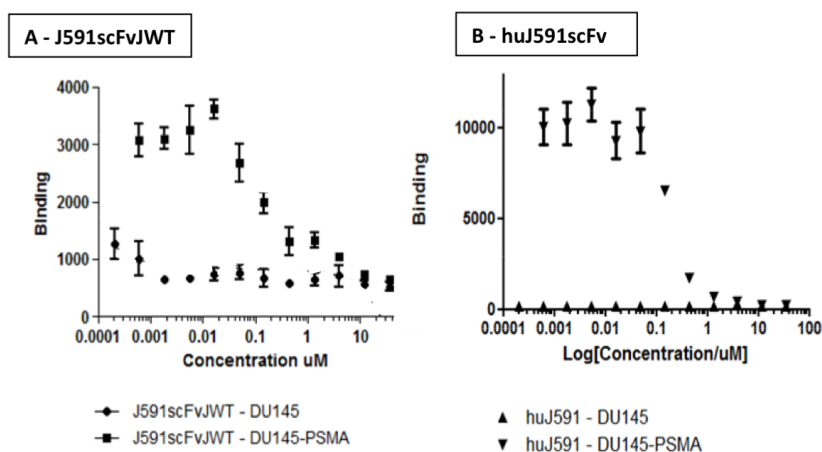 A - J591scFvJWT
B - huJ591scFv
4000
3000
2000
1000
0
Binding
0.0001 0.001 0.01 0.1 1 10
Concentration uM
J591scFvJWT - DU145
J591scFvJWT - DU145-PSMA
10000
5000
0
Binding
0.0001 0.001 0.01 0.1 1 10 100
Log[Concentration/uM]
huJ591 - DU145
huJ591 - DU145-PSMA